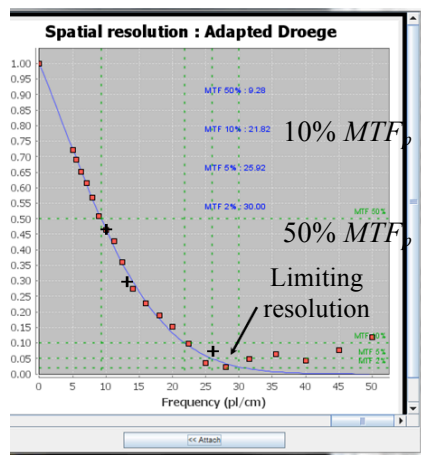 Spatial resolution : Adapted Droege
1.00
0.95
0.90
0.85
0.80
0.75
0.70
0.65
0.60
0.55
0.50
0.45
0.40
0.35
0.30
0.25
0.20
0.15
0.10
0.05
0.00
MTF 50% : 9.28
MTF 10% : 21.82
MTF 5% : 25.92
MTF 2% : 30.00
10% MTFp
MTF 50%
50% MTFp
Limiting
resolution
MTF 5%
MTF 2%
0 5 10 15 20 25 30 35 40 45 50
Frequency (pl/cm)
<< Attach